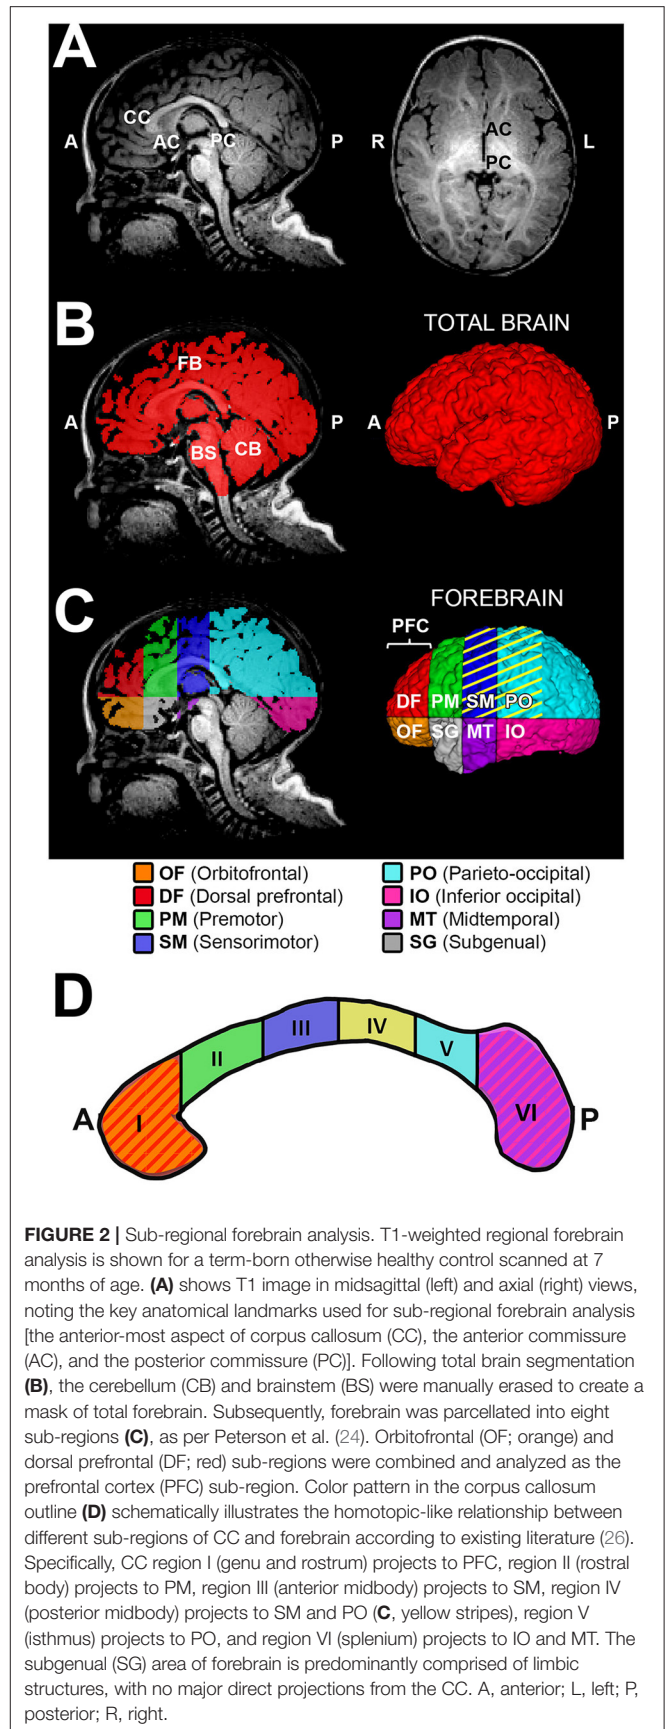 A
CC
AC
PC
A
P
R
AC
PC
L
B
TOTAL BRAIN
FB
BS
CB
A
P
A
P
C
FOREBRAIN
PFC
DF PM SM PO
OF SG MT IO
OF (Orbitofrontal)
DF (Dorsal prefrontal)
PM (Premotor)
SM (Sensorimotor)
PO (Parieto-occipital)
IO (Inferior occipital)
MT (Midtemporal)
SG (Subgenual)
D
A
I
II
III
IV
V
VI
P
FIGURE 2 | Sub-regional forebrain analysis. T1-weighted regional forebrain
analysis is shown for a term-born otherwise healthy control scanned at 7
months of age. (A) shows T1 image in midsagittal (left) and axial (right) views,
noting the key anatomical landmarks used for sub-regional forebrain analysis
[the anterior-most aspect of corpus callosum (CC), the anterior commissure
(AC), and the posterior commissure (PC)]. Following total brain segmentation
(B), the cerebellum (CB) and brainstem (BS) were manually erased to create a
mask of total forebrain. Subsequently, forebrain was parcellated into eight
sub-regions (C), as per Peterson et al. (24). Orbitofrontal (OF; orange) and
dorsal prefrontal (DF; red) sub-regions were combined and analyzed as the
prefrontal cortex (PFC) sub-region. Color pattern in the corpus callosum
outline (D) schematically illustrates the homotopic-like relationship between
different sub-regions of CC and forebrain according to existing literature (26).
Specifically, CC region I (genu and rostrum) projects to PFC, region II (rostral
body) projects to PM, region III (anterior midbody) projects to SM, region IV
(posterior midbody) projects to SM and PO (C, yellow stripes), region V
(isthmus) projects to PO, and region VI (splenium) projects to IO and MT. The
subgenual (SG) area of forebrain is predominantly comprised of limbic
structures, with no major direct projections from the CC. A, anterior; L, left; P,
posterior; R, right.